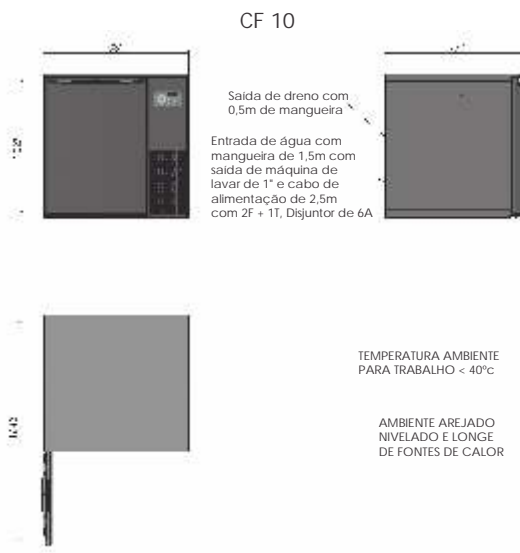 CF 10
Saída de dreno com
0,5m de mangueira
Entrada de água com
mangueira de 1,5m com
saída de máquina de
lavar de 1" e cabo de
alimentação de 2,5m
com 2F + 1T, Disjuntor de 6A
TEMPERATURA AMBIENTE
PARA TRABALHO < 40ºc
AMBIENTE AREJADO
NIVELADO E LONGE
DE FONTES DE CALOR